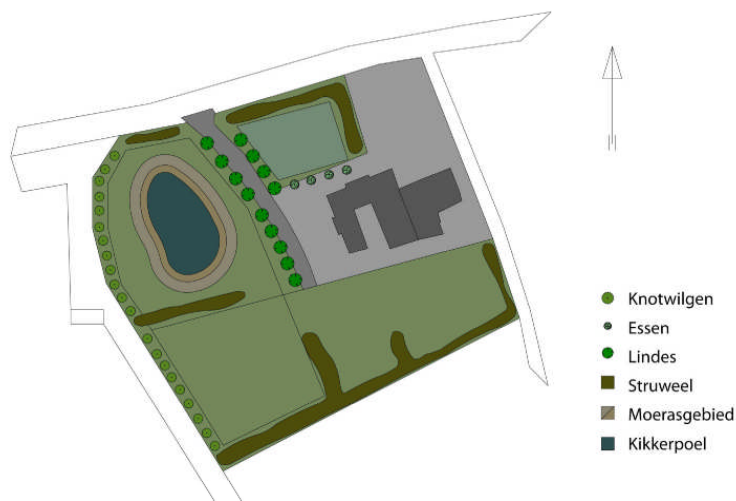 Knotwilgen
Essen
Lindes
Struweel
Moerasgebied
Kikkerpoel